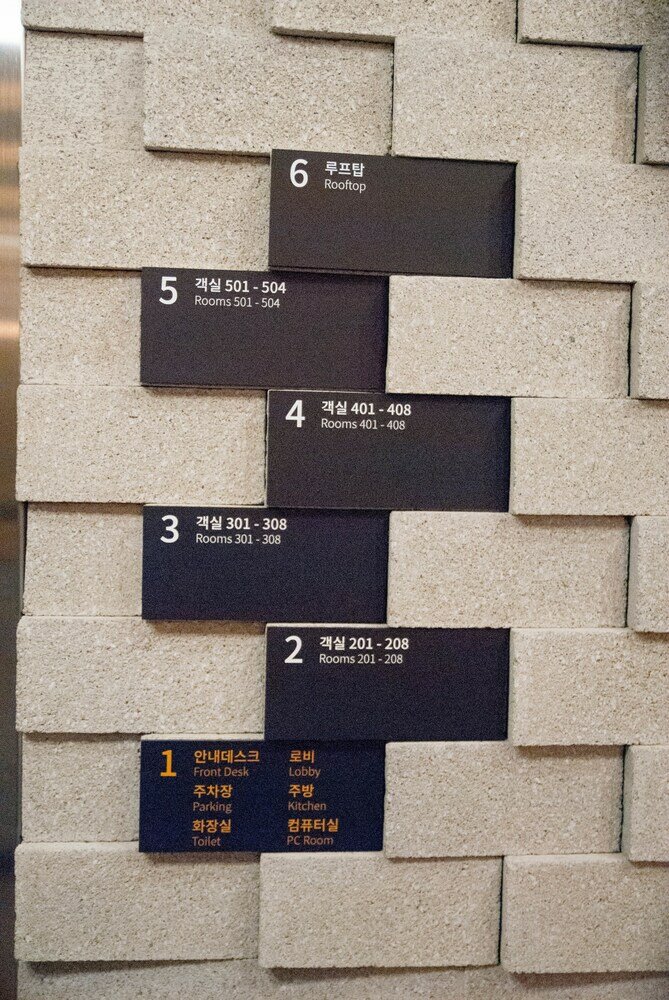 6 루프탑
Rooftop
5 객실 501 - 504
Rooms 501 - 504
4 객실 401 - 408
Rooms 401 - 408
3 객실 301 - 308
Rooms 301 - 308
2 객실 201 - 208
Rooms 201 - 208
1 안내데스크 로비
Front Desk Lobby
주차장 주방
Parking Kitchen
화장실 컴퓨터실
Toilet PC Room